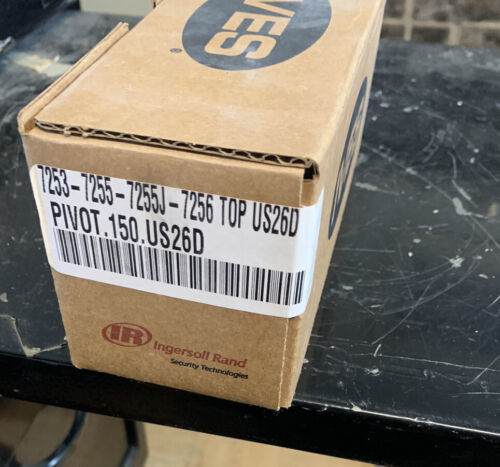 VES
®
7253-7255-7255J-7256 TOP US26D
PIVOT.150.US26D
IR
Ingersoll Rand
Security Technologies